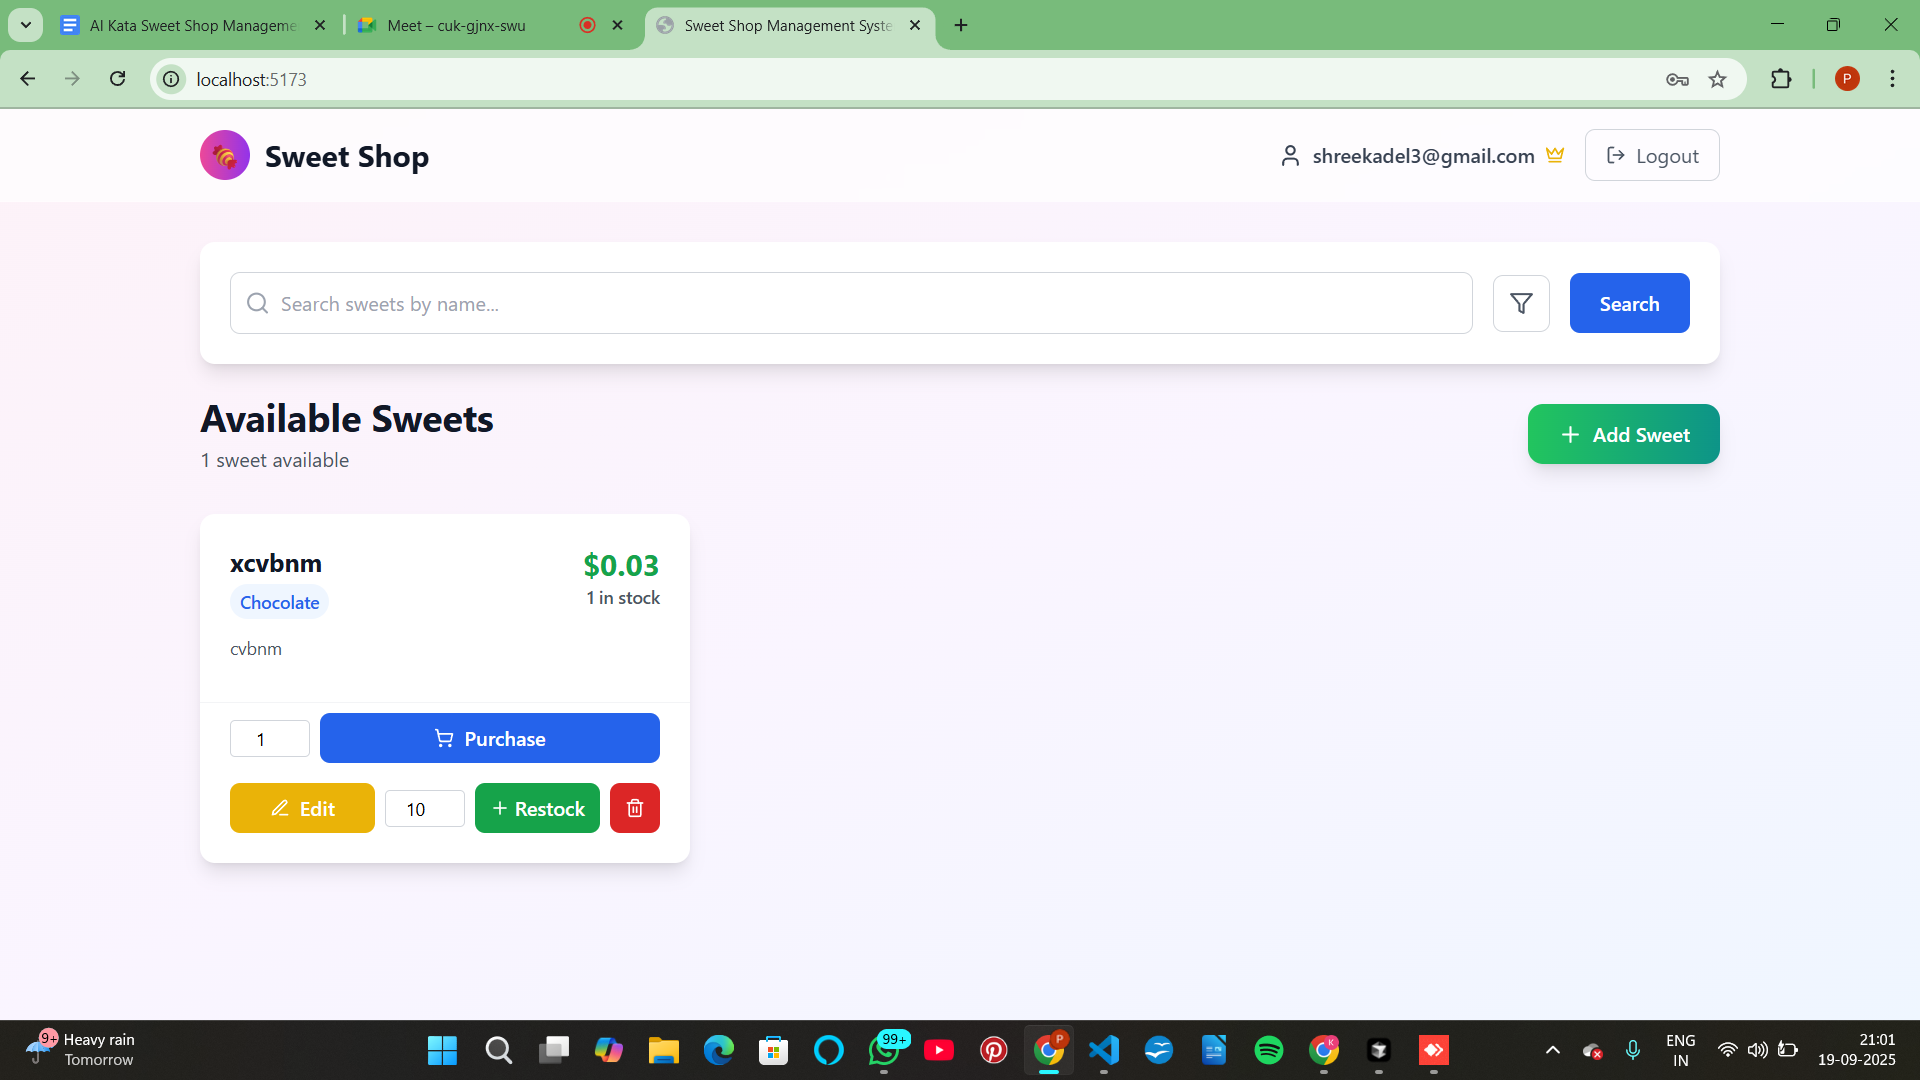 AI Kata Sweet Shop Manageme
Meet – cuk-gjnx-swu
Sweet Shop Management Syste
localhost:5173
P
Sweet Shop
shreekadel3@gmail.com
Logout
Search sweets by name...
Search
Available Sweets
1 sweet available
Add Sweet
xcvbnm
$0.03
Chocolate
1 in stock
cvbnm
1
Purchase
Edit
10
Restock
9+
Heavy rain
Tomorrow
99+
P
K
ENG
IN
21:01
19-09-2025